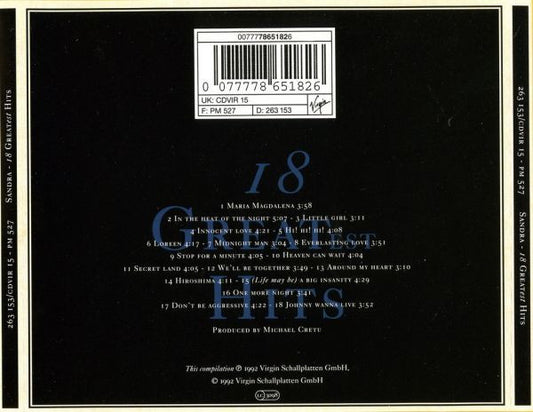 263 153/CDVIR 15 - PM 527 Sandra - 18 Greatest Hits
0077778651826
0 077778 651826
UK: CDVIR 15
F: PM 527 D: 263 153
Virgin
18
Greatest
Hits
1 Maria Magdalena 3:58
2 In the heat of the night 5:07 - 3 Little girl 3:11
4 Innocent love 4:21 - 5 Hi! hi! hi! 4:08
6 Loreen 4:17 - 7 Midnight man 3:04 - 8 Everlasting love 3:51
9 Stop for a minute 4:05 - 10 Heaven can wait 4:04
11 Secret land 4:05 - 12 We'll be together 3:49 - 13 Around my heart 3:10
14 Hiroshima 4:11 - 15 (Life may be) a big insanity 4:29
16 One more night 3:41
17 Don't be aggressive 4:22 - 18 Johnny wanna live 3:52
Produced by Michael Cretu
This compilation ℗ 1992 Virgin Schallplatten GmbH,
© 1992 Virgin Schallplatten GmbH
LC 3098
263 153/CDVIR 15 - PM 527 Sandra - 18 Greatest Hits